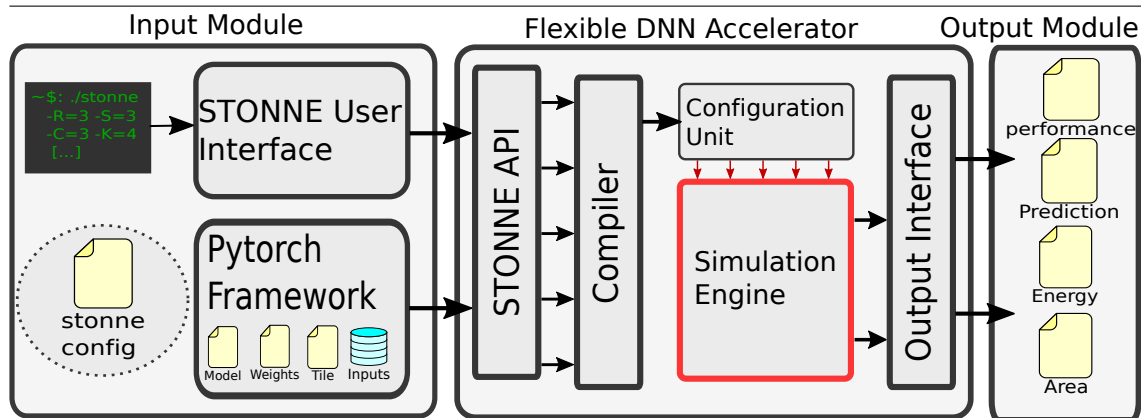 Input Module
Flexible DNN Accelerator
Output Module
~$: ./stonne
-R=3 -S=3
-C=3 -K=4
[...]
STONNE User
Interface
stonne
config
Pytorch
Framework
Model
Weights
Tile
Inputs
STONNE API
Compiler
Configuration
Unit
Simulation
Engine
Output Interface
performance
Prediction
Energy
Area